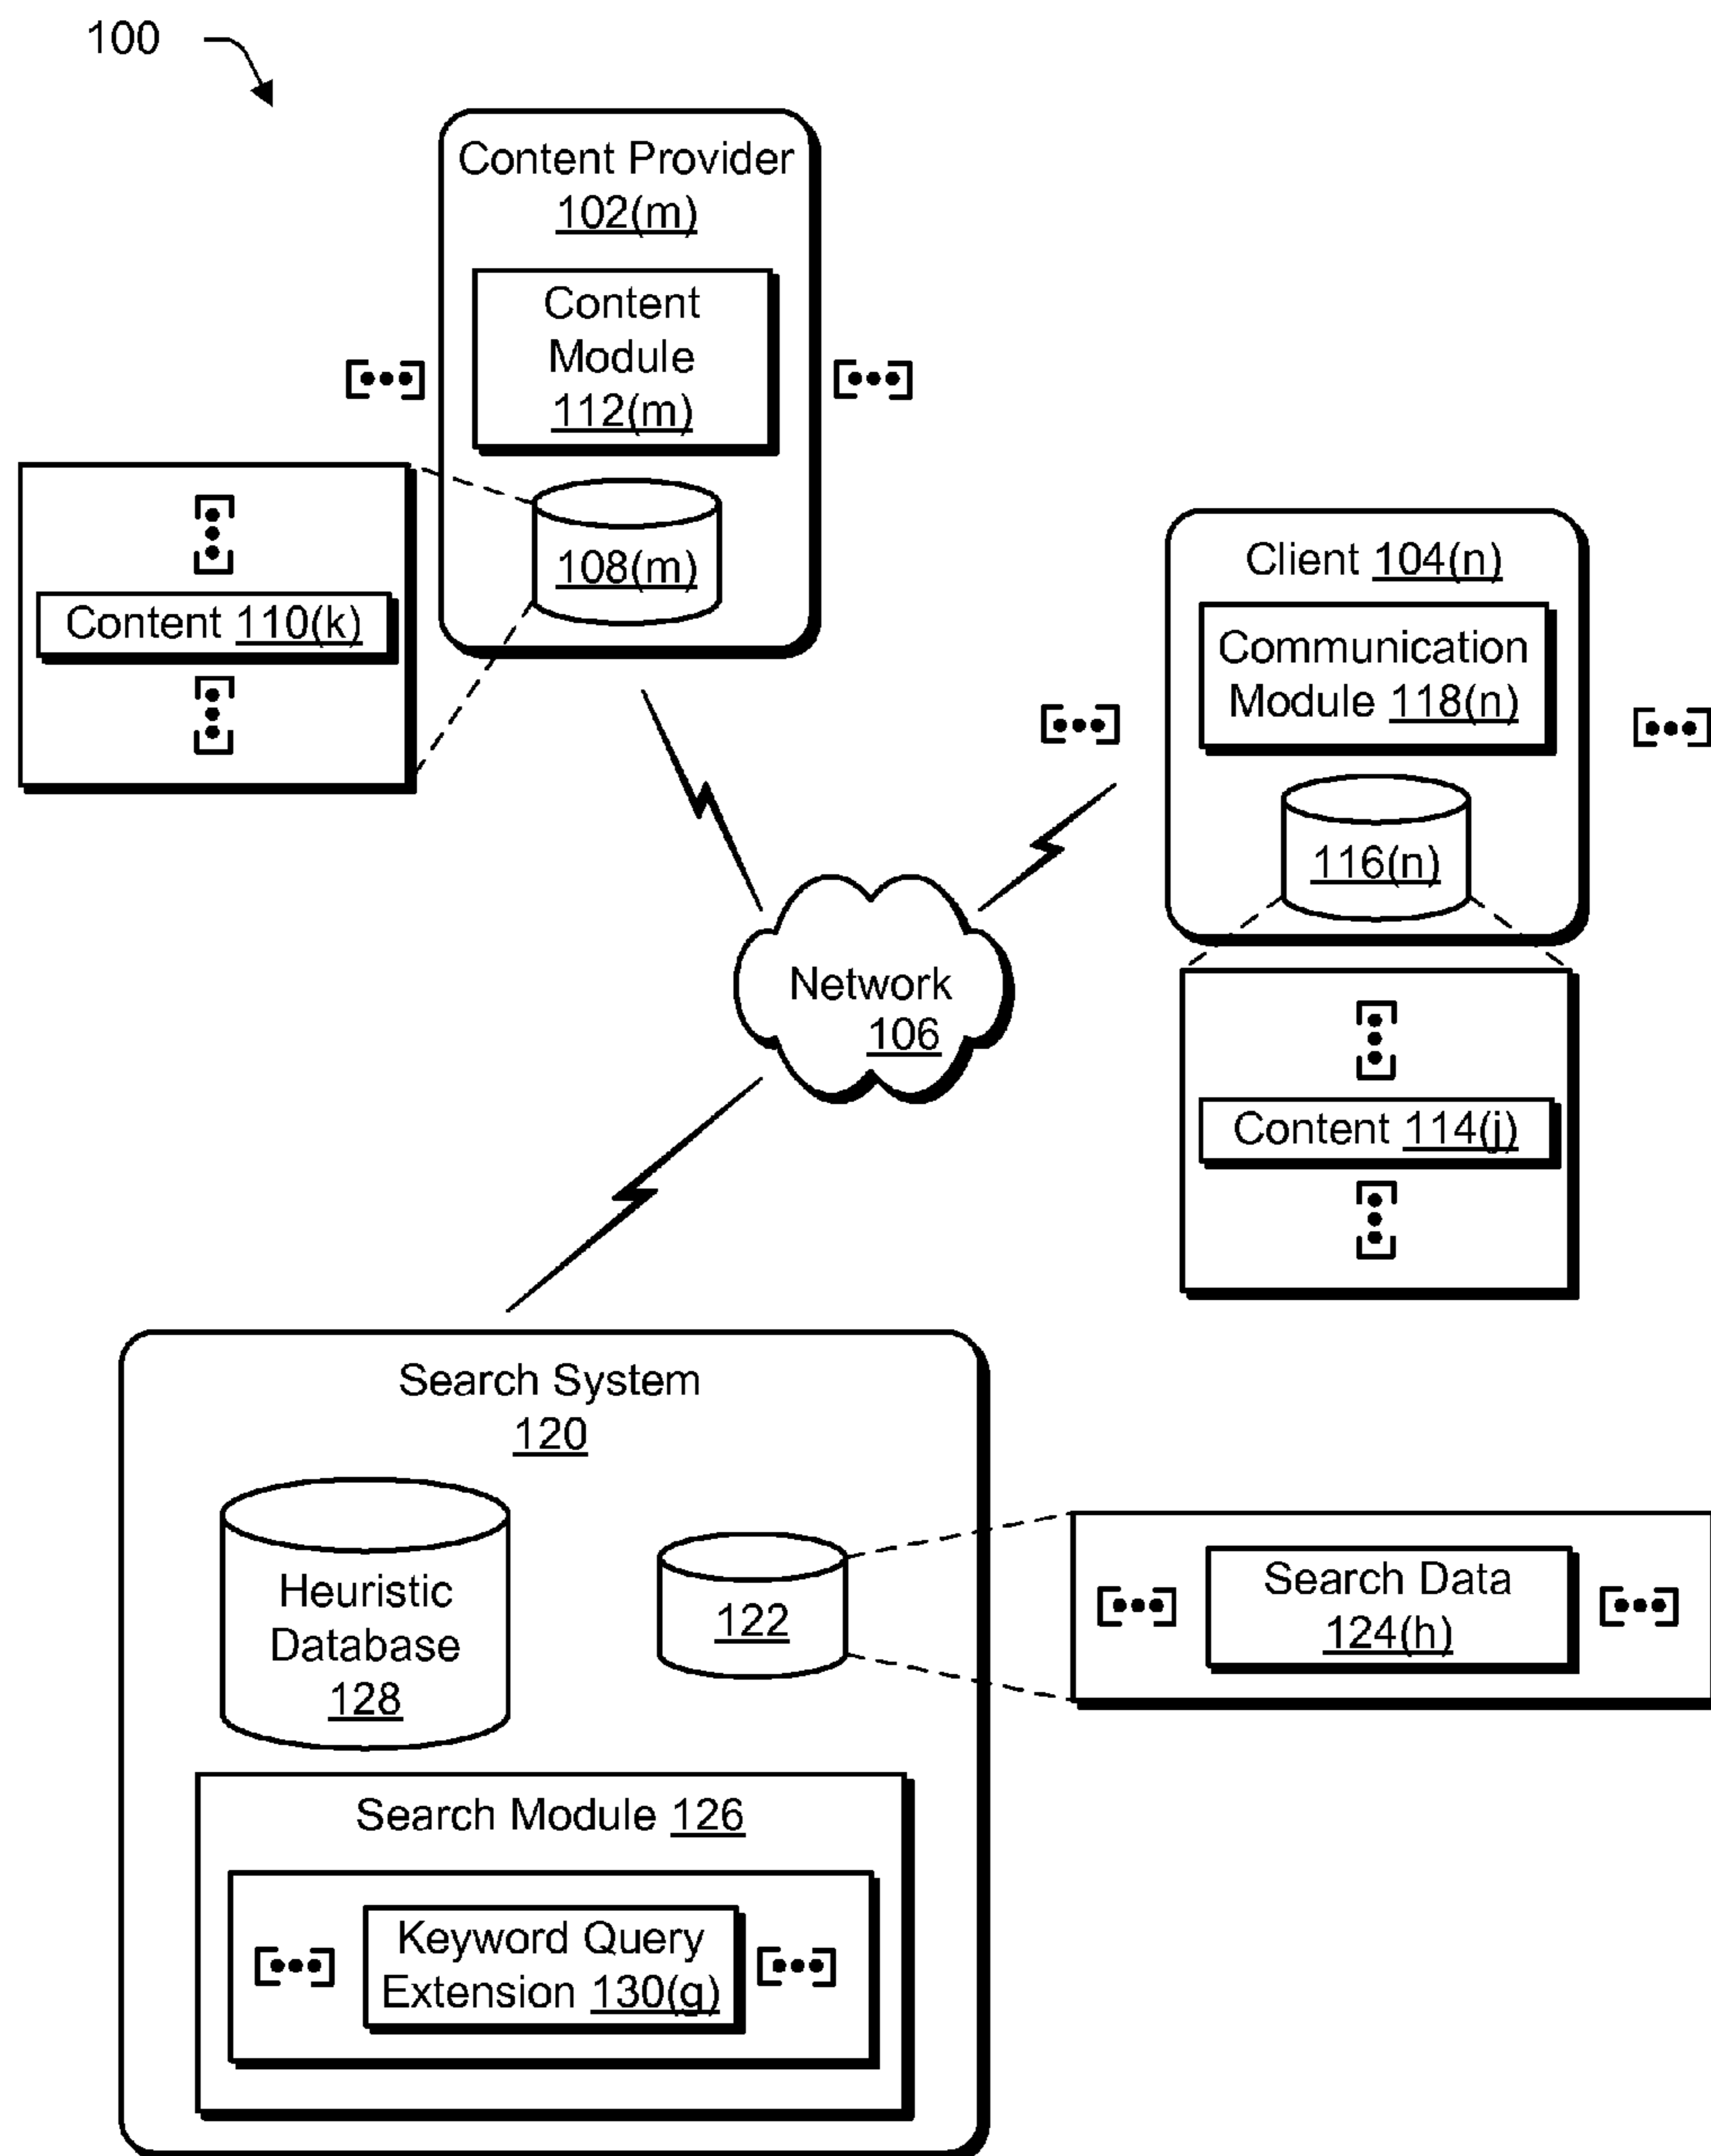 100
Content Provider
102(m)
Content
Module
112(m)
108(m)
Content 110(k)
Client 104(n)
Communication
Module 118(n)
116(n)
Content 114(j)
Network
106
Search System
120
Heuristic
Database
128
122
Search Data
124(h)
Search Module 126
Keyword Query
Extension 130(g)